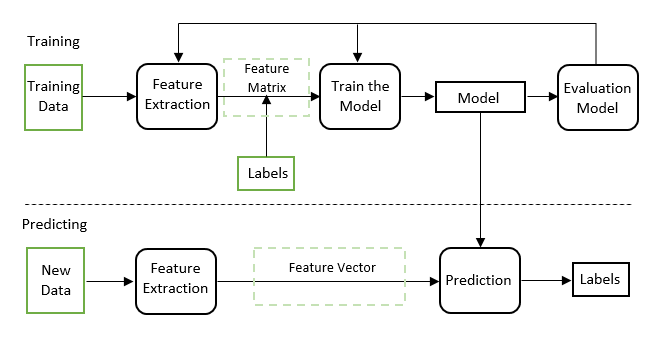 Training
Training
Data
Feature
Extraction
Feature
Matrix
Train the
Model
Model
Evaluation
Model
Labels
Predicting
New
Data
Feature
Extraction
Feature Vector
Prediction
Labels